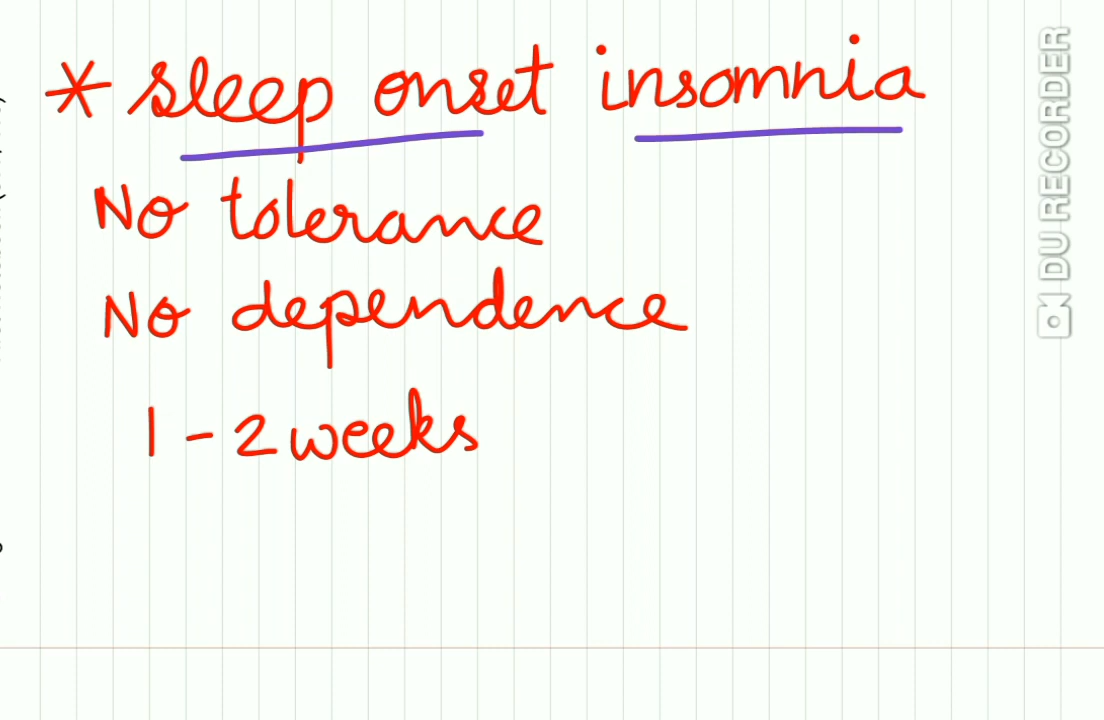 * sleep onset insomnia
No tolerance
No dependence
1 - 2 weeks
DU RECORDER